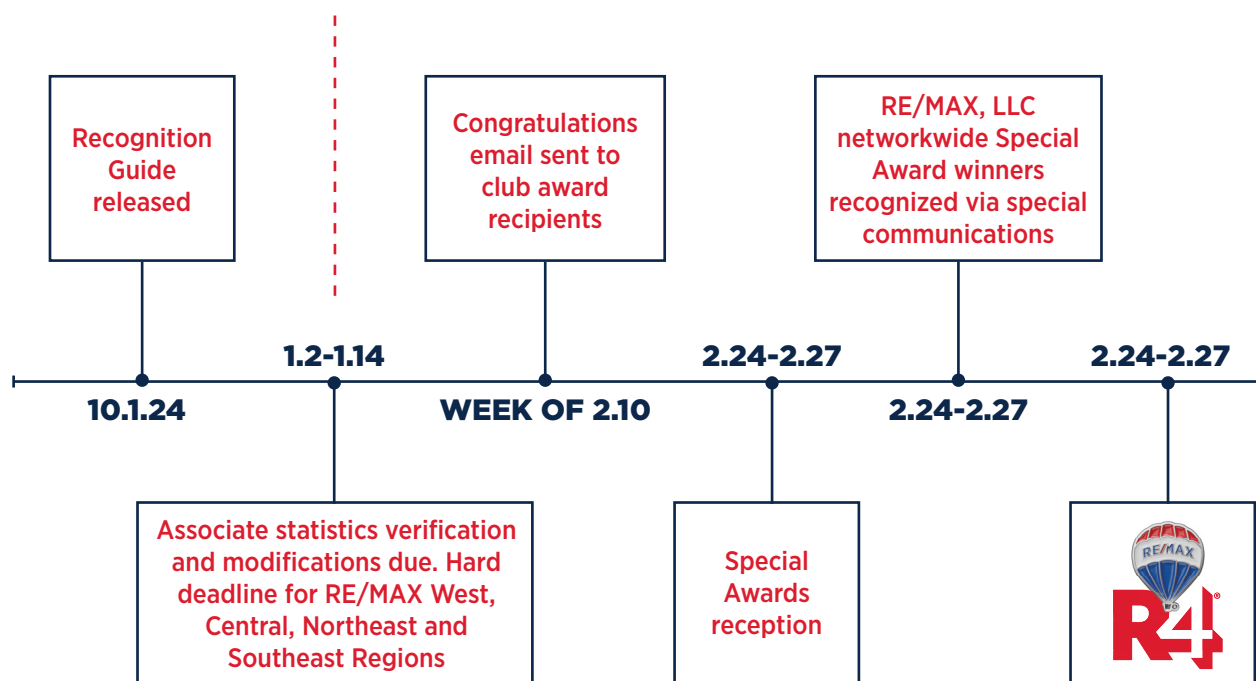 Recognition
Guide
released
Congratulations
email sent to
club award
recipients
RE/MAX, LLC
networkwide Special
Award winners
recognized via special
communications
1.2-1.14
2.24-2.27
2.24-2.27
10.1.24
WEEK OF 2.10
2.24-2.27
Associate statistics verification
and modifications due. Hard
deadline for RE/MAX West,
Central, Northeast and
Southeast Regions
Special
Awards
reception
RE/MAX
R4®